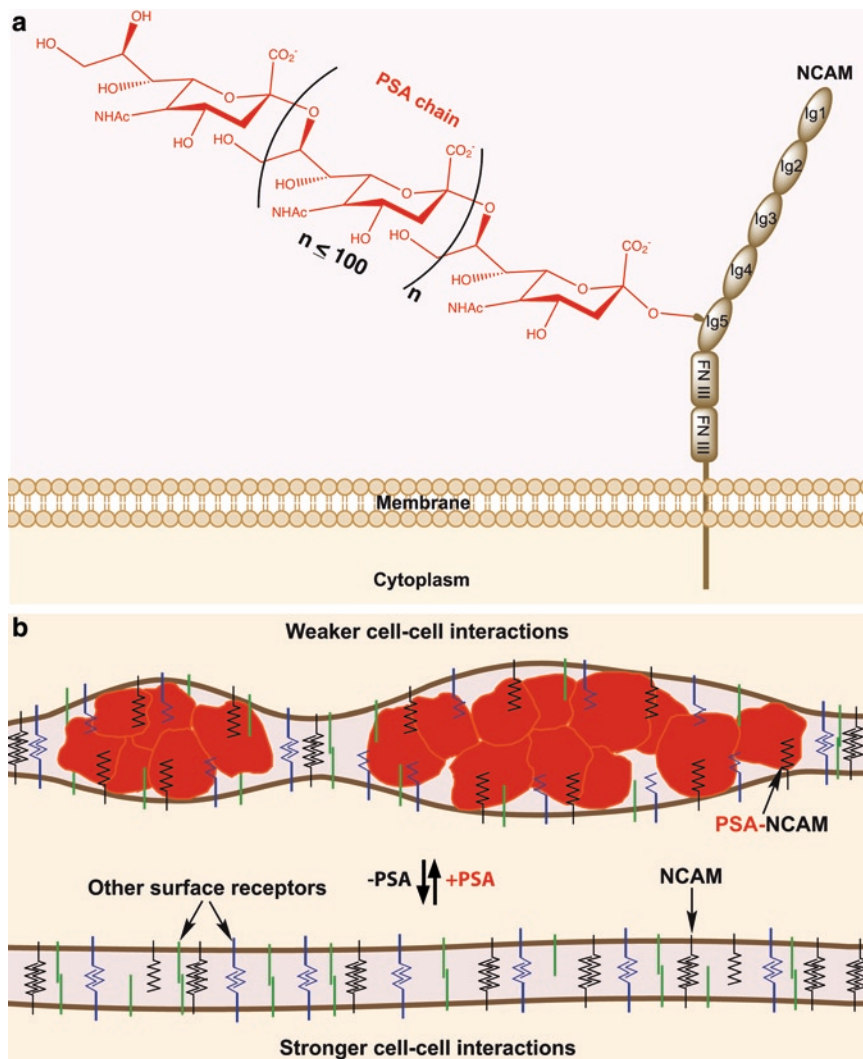 a
OH
HO
HO
CO₂⁻
O
O
NHAc
HO
HO
PSA chain
CO₂⁻
HO
O
O
NHAc
HO
HO
n ≤ 100
n
CO₂⁻
HO
O
O
NHAc
HO
NCAM
Ig1
Ig2
Ig3
Ig4
Ig5
FN III
FN III
Membrane
Cytoplasm
b
Weaker cell-cell interactions
PSA-NCAM
Other surface receptors
-PSA
+PSA
NCAM
Stronger cell-cell interactions